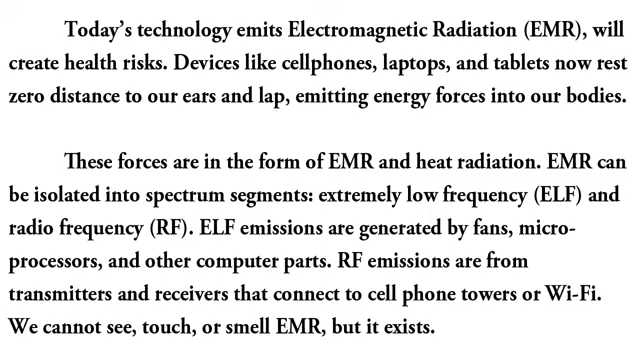 Today’s technology emits Electromagnetic Radiation (EMR), will
create health risks. Devices like cellphones, laptops, and tablets now rest
zero distance to our ears and lap, emitting energy forces into our bodies.
These forces are in the form of EMR and heat radiation. EMR can
be isolated into spectrum segments: extremely low frequency (ELF) and
radio frequency (RF). ELF emissions are generated by fans, micro-
processors, and other computer parts. RF emissions are from
transmitters and receivers that connect to cell phone towers or Wi-Fi.
We cannot see, touch, or smell EMR, but it exists.